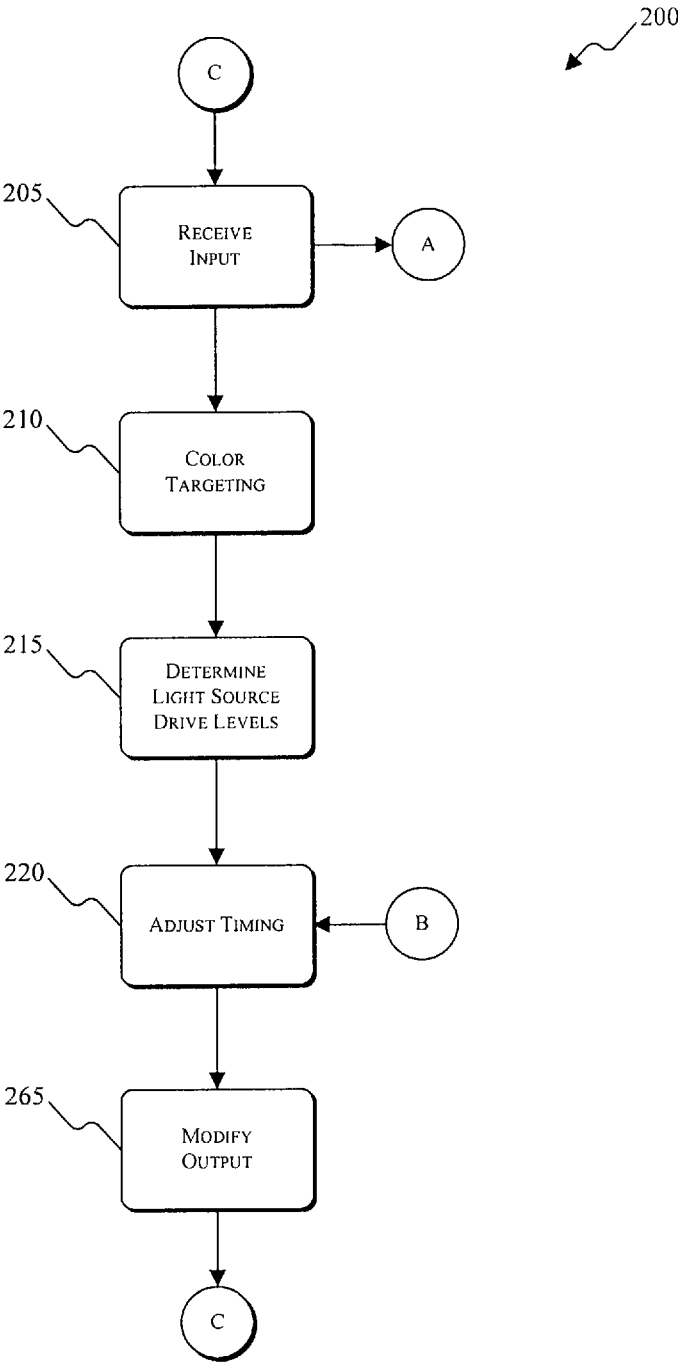 200
C
205
RECEIVE
INPUT
A
210
COLOR
TARGETING
215
DETERMINE
LIGHT SOURCE
DRIVE LEVELS
220
ADJUST TIMING
B
265
MODIFY
OUTPUT
C